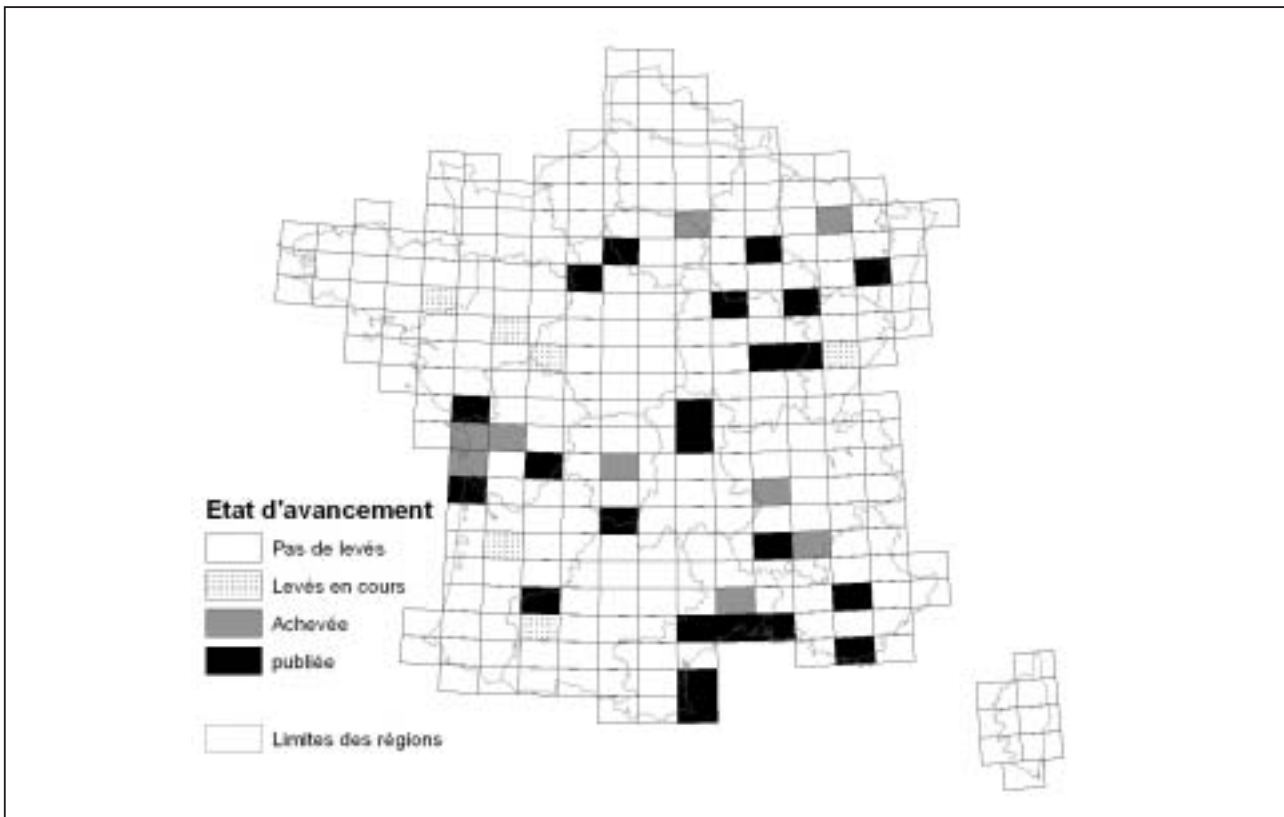 Etat d'avancement
Pas de levés
Levés en cours
Achevée
publiée
Limites des régions